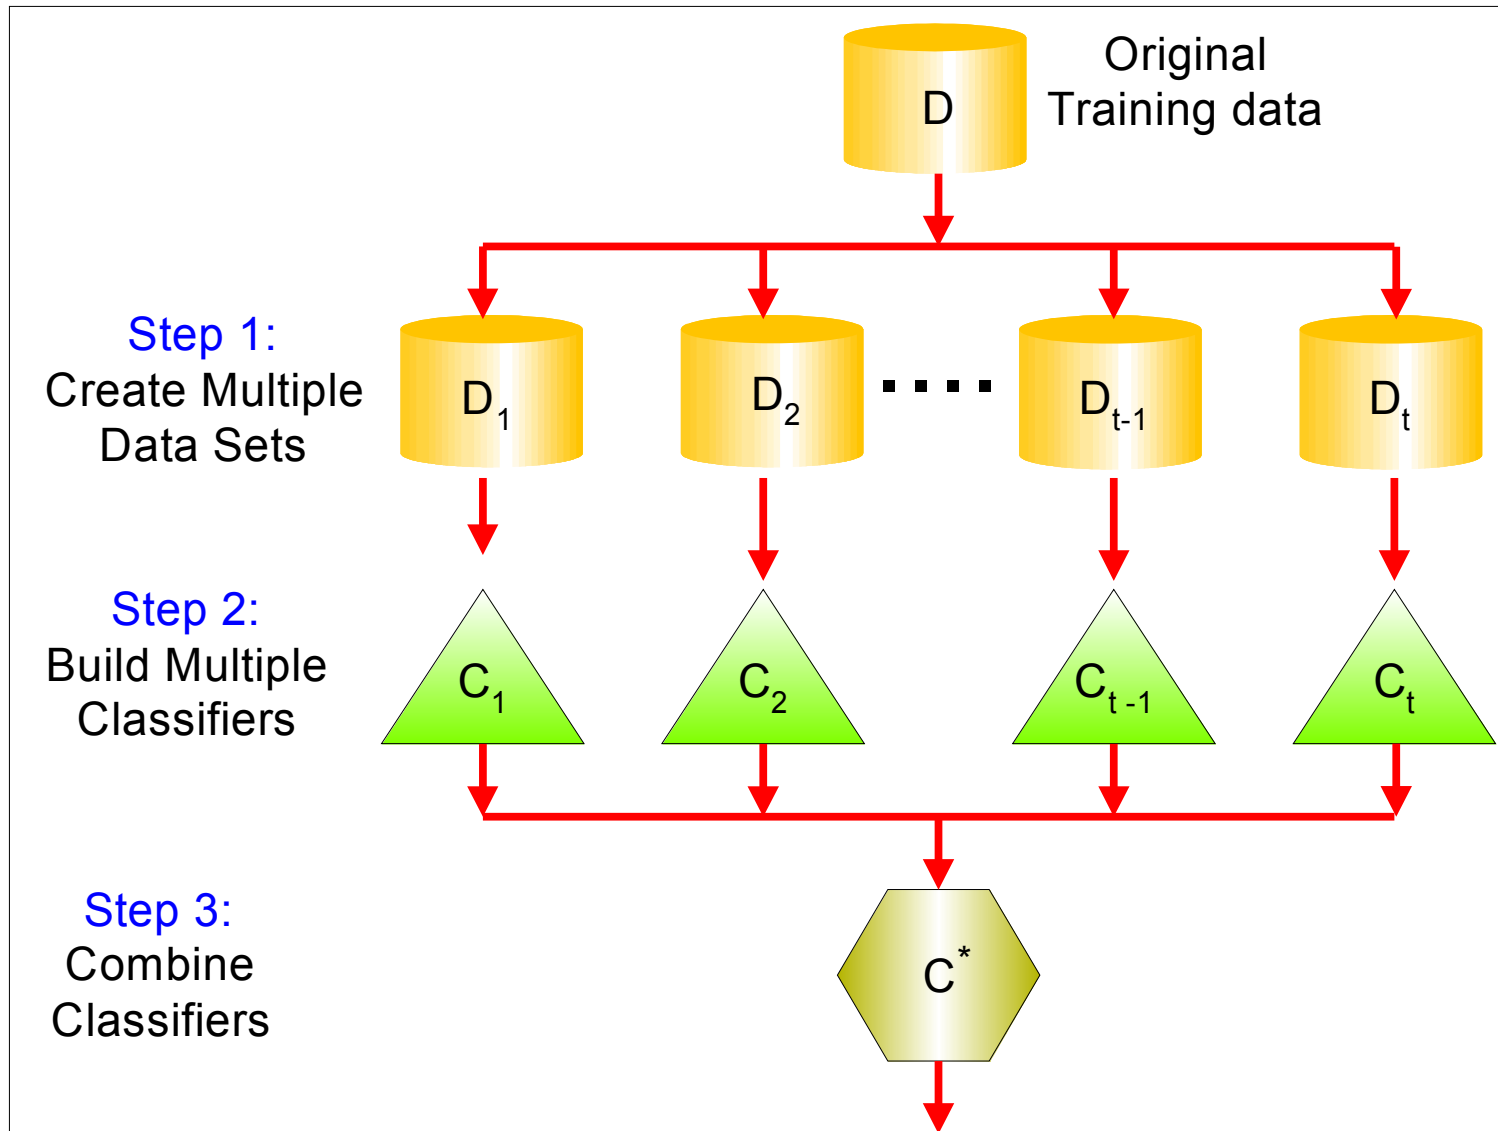 D
Original
Training data
Step 1:
Create Multiple
Data Sets
D1
D2
....
Dt-1
Dt
Step 2:
Build Multiple
Classifiers
C1
C2
Ct -1
Ct
Step 3:
Combine
Classifiers
C*